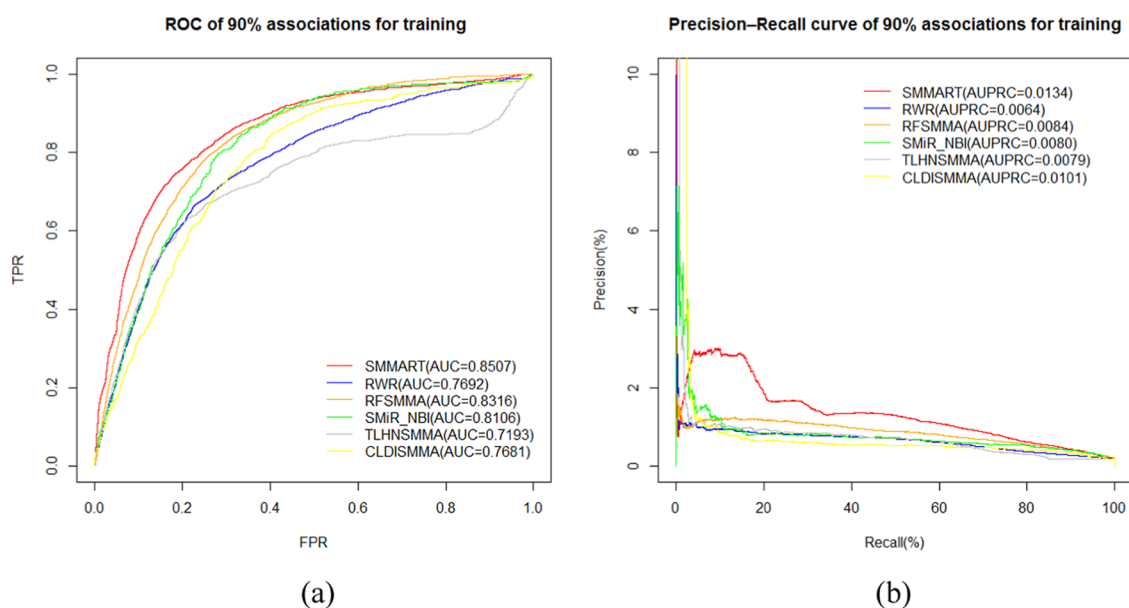 ROC of 90% associations for training
TPR
1.0
0.8
0.6
0.4
0.2
0.0
SMMART(AUC=0.8507)
RWR(AUC=0.7692)
RFSMMA(AUC=0.8316)
SMiR_NBI(AUC=0.8106)
TLHNSMMA(AUC=0.7193)
CLDISMMA(AUC=0.7681)
0.0 0.2 0.4 0.6 0.8 1.0
FPR
(a)
Precision–Recall curve of 90% associations for training
Precision(%)
10
8
6
4
2
0
SMMART(AUPRC=0.0134)
RWR(AUPRC=0.0064)
RFSMMA(AUPRC=0.0084)
SMiR_NBI(AUPRC=0.0080)
TLHNSMMA(AUPRC=0.0079)
CLDISMMA(AUPRC=0.0101)
0 20 40 60 80 100
Recall(%)
(b)